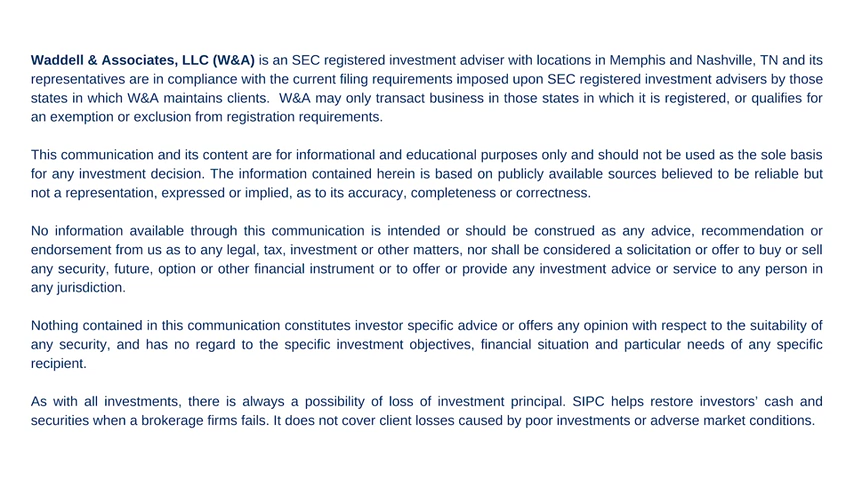 Waddell & Associates, LLC (W&A) is an SEC registered investment adviser with locations in Memphis and Nashville, TN and its
representatives are in compliance with the current filing requirements imposed upon SEC registered investment advisers by those
states in which W&A maintains clients.  W&A may only transact business in those states in which it is registered, or qualifies for
an exemption or exclusion from registration requirements.
This communication and its content are for informational and educational purposes only and should not be used as the sole basis
for any investment decision. The information contained herein is based on publicly available sources believed to be reliable but
not a representation, expressed or implied, as to its accuracy, completeness or correctness.
No information available through this communication is intended or should be construed as any advice, recommendation or
endorsement from us as to any legal, tax, investment or other matters, nor shall be considered a solicitation or offer to buy or sell
any security, future, option or other financial instrument or to offer or provide any investment advice or service to any person in
any jurisdiction.
Nothing contained in this communication constitutes investor specific advice or offers any opinion with respect to the suitability of
any security, and has no regard to the specific investment objectives, financial situation and particular needs of any specific
recipient.
As with all investments, there is always a possibility of loss of investment principal. SIPC helps restore investors’ cash and
securities when a brokerage firms fails. It does not cover client losses caused by poor investments or adverse market conditions.